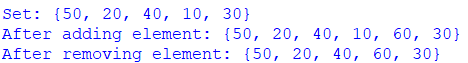 Set: {50, 20, 40, 10, 30}
After adding element: {50, 20, 40, 10, 60, 30}
After removing element: {50, 20, 40, 60, 30}